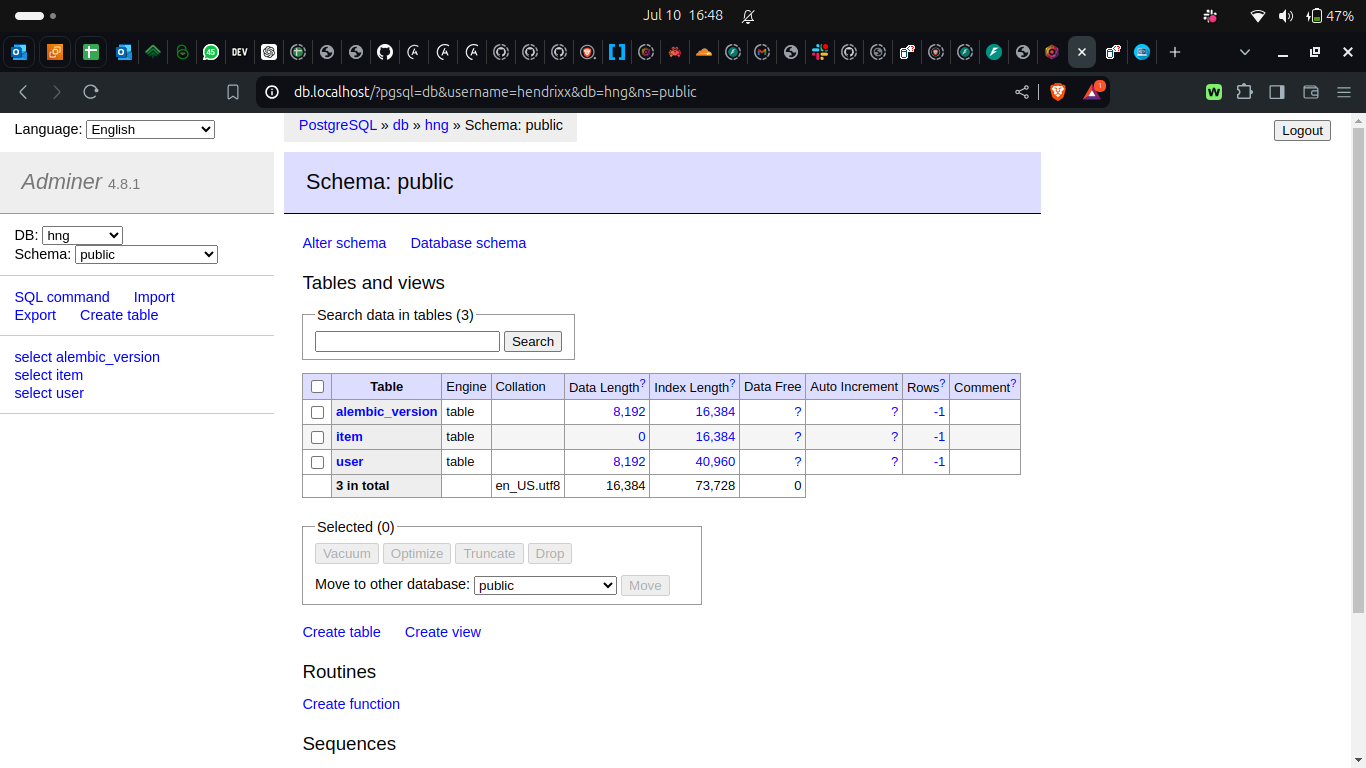 Jul 10 16:48
47%
45
DEV
db.localhost/?pgsql=db&username=hendrixx&db=hng&ns=public
1
Language: English
PostgreSQL » db » hng » Schema: public
Logout
Adminer 4.8.1
Schema: public
DB: hng
Schema: public
Alter schema Database schema
SQL command Import
Export Create table
select alembic_version
select item
select user
Tables and views
Search data in tables (3)
Search
Table Engine Collation Data Length? Index Length? Data Free Auto Increment Rows? Comment?
alembic_version table 8,192 16,384 ? ? -1
item table 0 16,384 ? ? -1
user table 8,192 40,960 ? ? -1
3 in total en_US.utf8 16,384 73,728 0
Selected (0)
Vacuum Optimize Truncate Drop
Move to other database: public Move
Create table Create view
Routines
Create function
Sequences